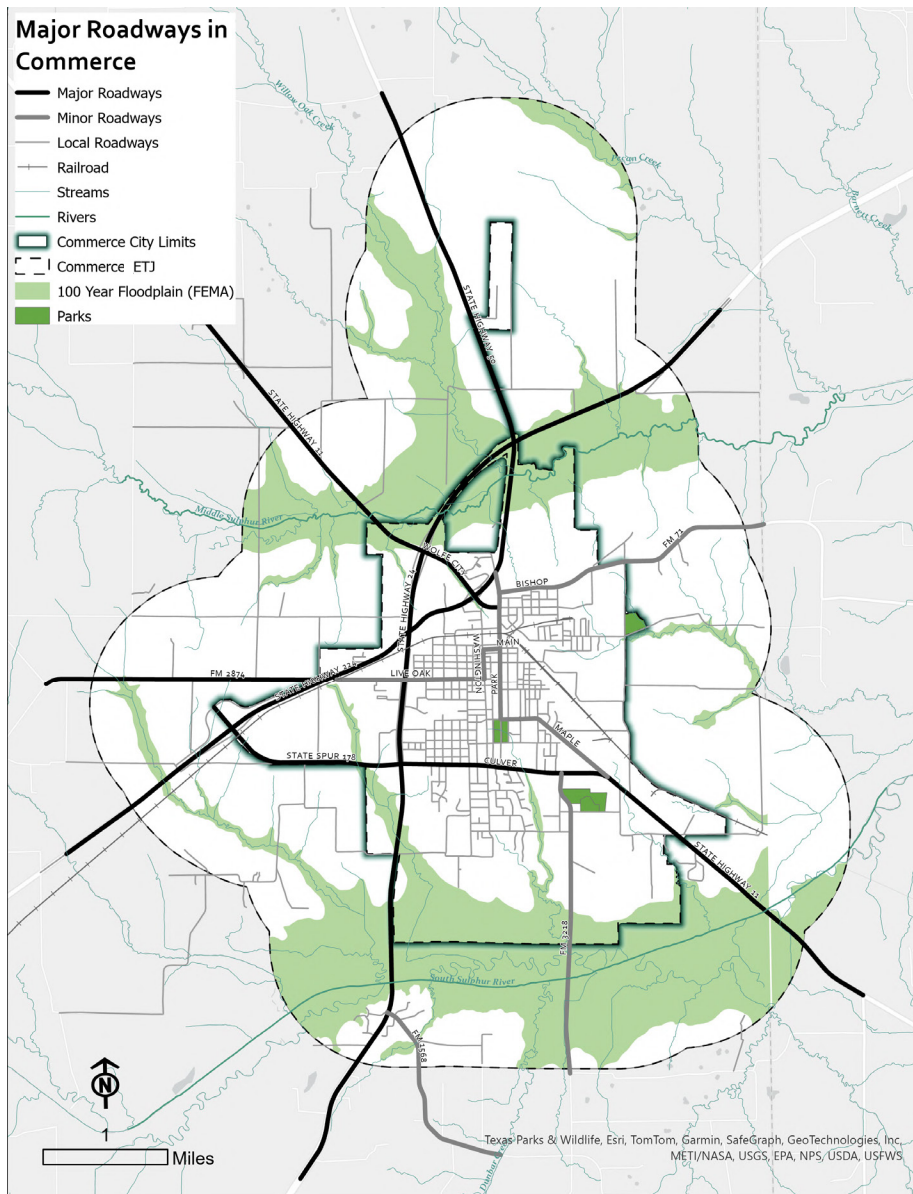 Major Roadways in
Commerce
Major Roadways
Minor Roadways
Local Roadways
Railroad
Streams
Rivers
Commerce City Limits
Commerce ETJ
100 Year Floodplain (FEMA)
Parks
Willow Oak Creek
Pecan Creek
Barnett Creek
STATE HIGHWAY 50
STATE HIGHWAY 11
Middle Sulphur River
WOLFE CITY
FM 71
BISHOP
STATE HIGHWAY 24
MAIN
WASHINGTON
PARK
FM 2874
STATE HIGHWAY 224
LIVE OAK
MAPLE
STATE SPUR 178
CULVER
STATE HIGHWAY 11
FM 3218
South Sulphur River
FM 1568
N
1
Miles
Dunbar Creek
Texas Parks & Wildlife, Esri, TomTom, Garmin, SafeGraph, GeoTechnologies, Inc,
METI/NASA, USGS, EPA, NPS, USDA, USFWS